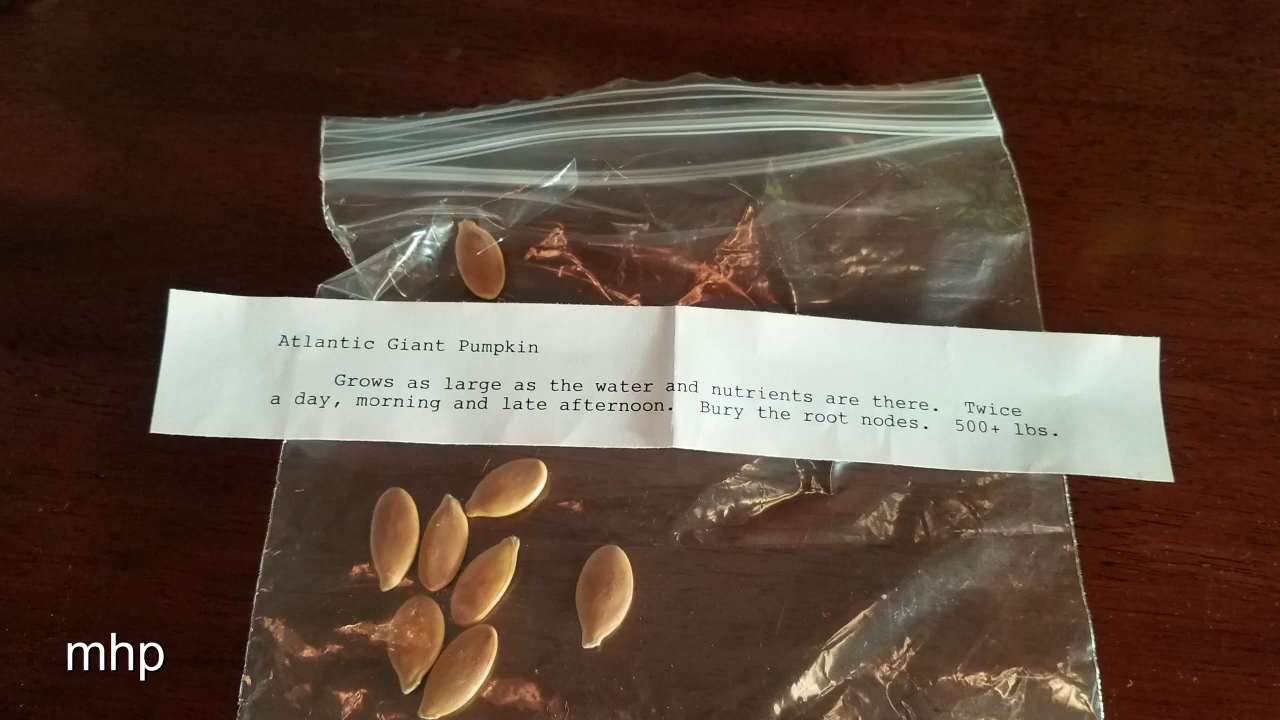 Atlantic Giant Pumpkin
Grows as large as the water and nutrients are there. Twice
a day, morning and late afternoon. Bury the root nodes. 500+ lbs.
mhp